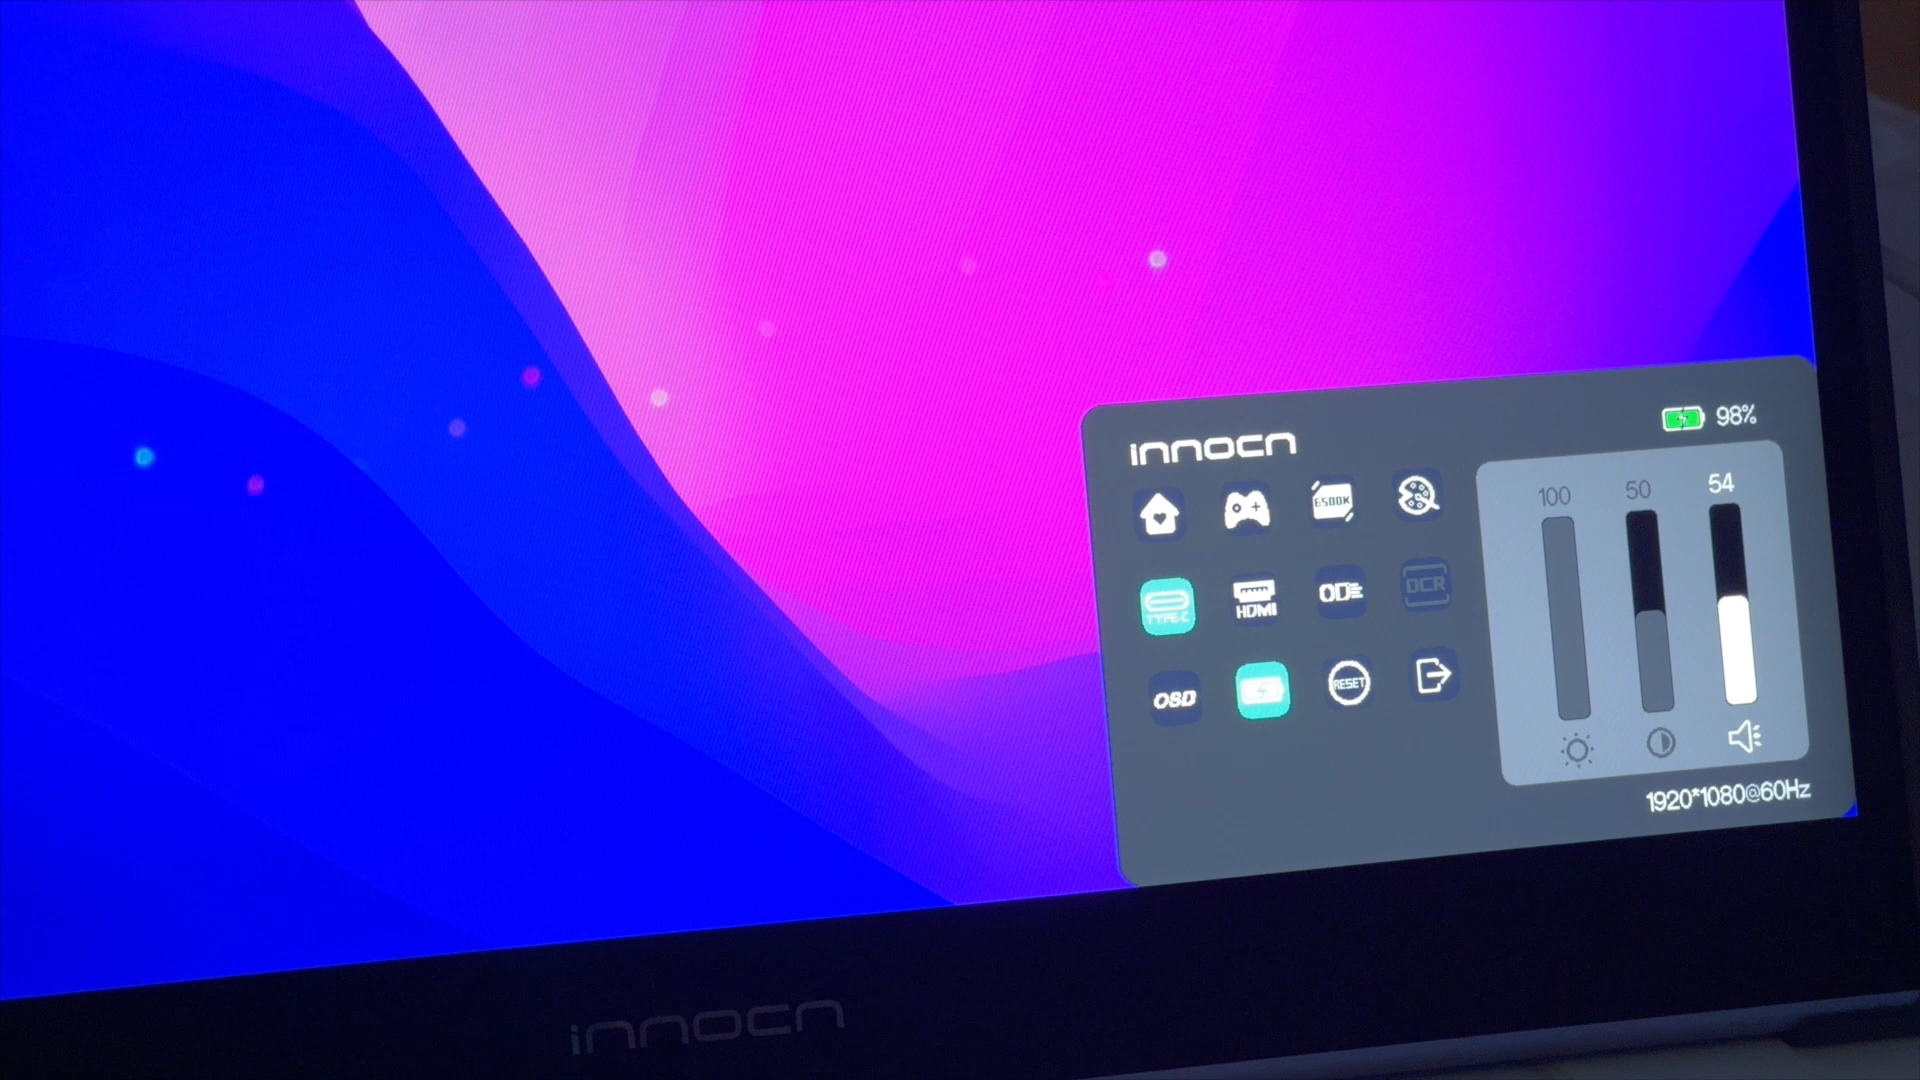 98%
innocn
100 50 54
6500K
TYPE-C HDMI OD DCR
OSD RESET
1920*1080@60Hz
innocn